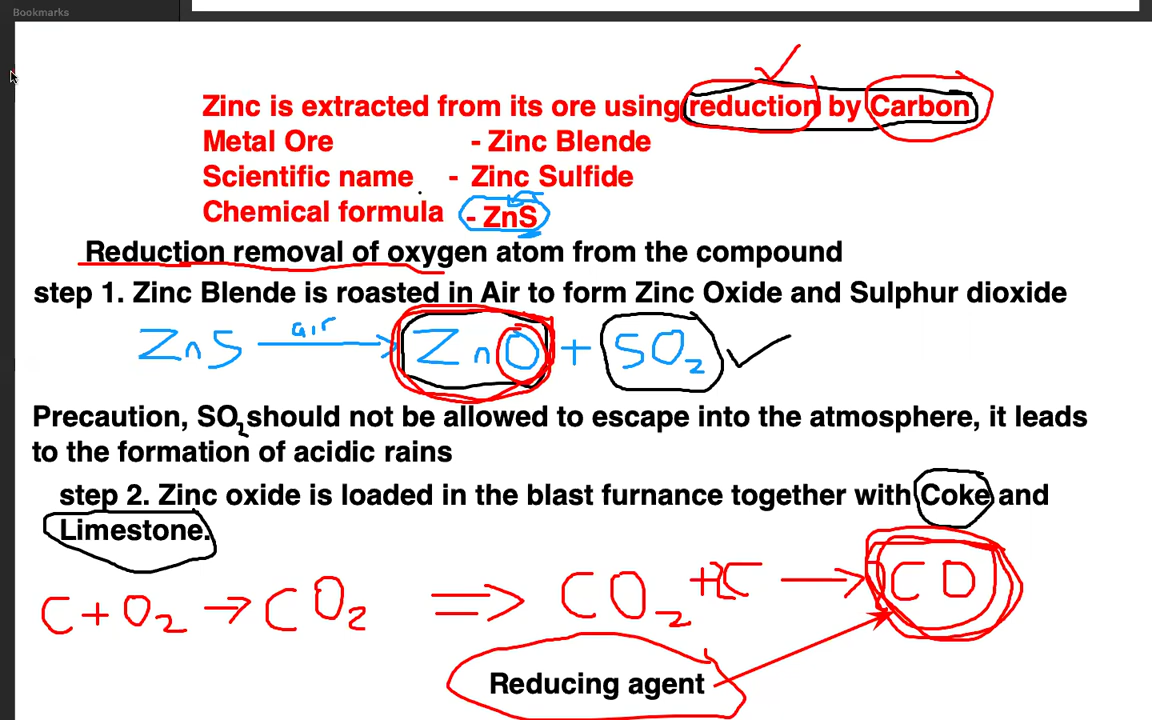 Bookmarks
Zinc is extracted from its ore using reduction by Carbon
Metal Ore - Zinc Blende
Scientific name - Zinc Sulfide
Chemical formula - ZnS
Reduction removal of oxygen atom from the compound
step 1. Zinc Blende is roasted in Air to form Zinc Oxide and Sulphur dioxide
ZnS air → ZnO + SO₂
Precaution, SO₂ should not be allowed to escape into the atmosphere, it leads
to the formation of acidic rains
step 2. Zinc oxide is loaded in the blast furnance together with Coke and
Limestone.
C + O₂ → CO₂ ⇒ CO₂ + C → CO
Reducing agent